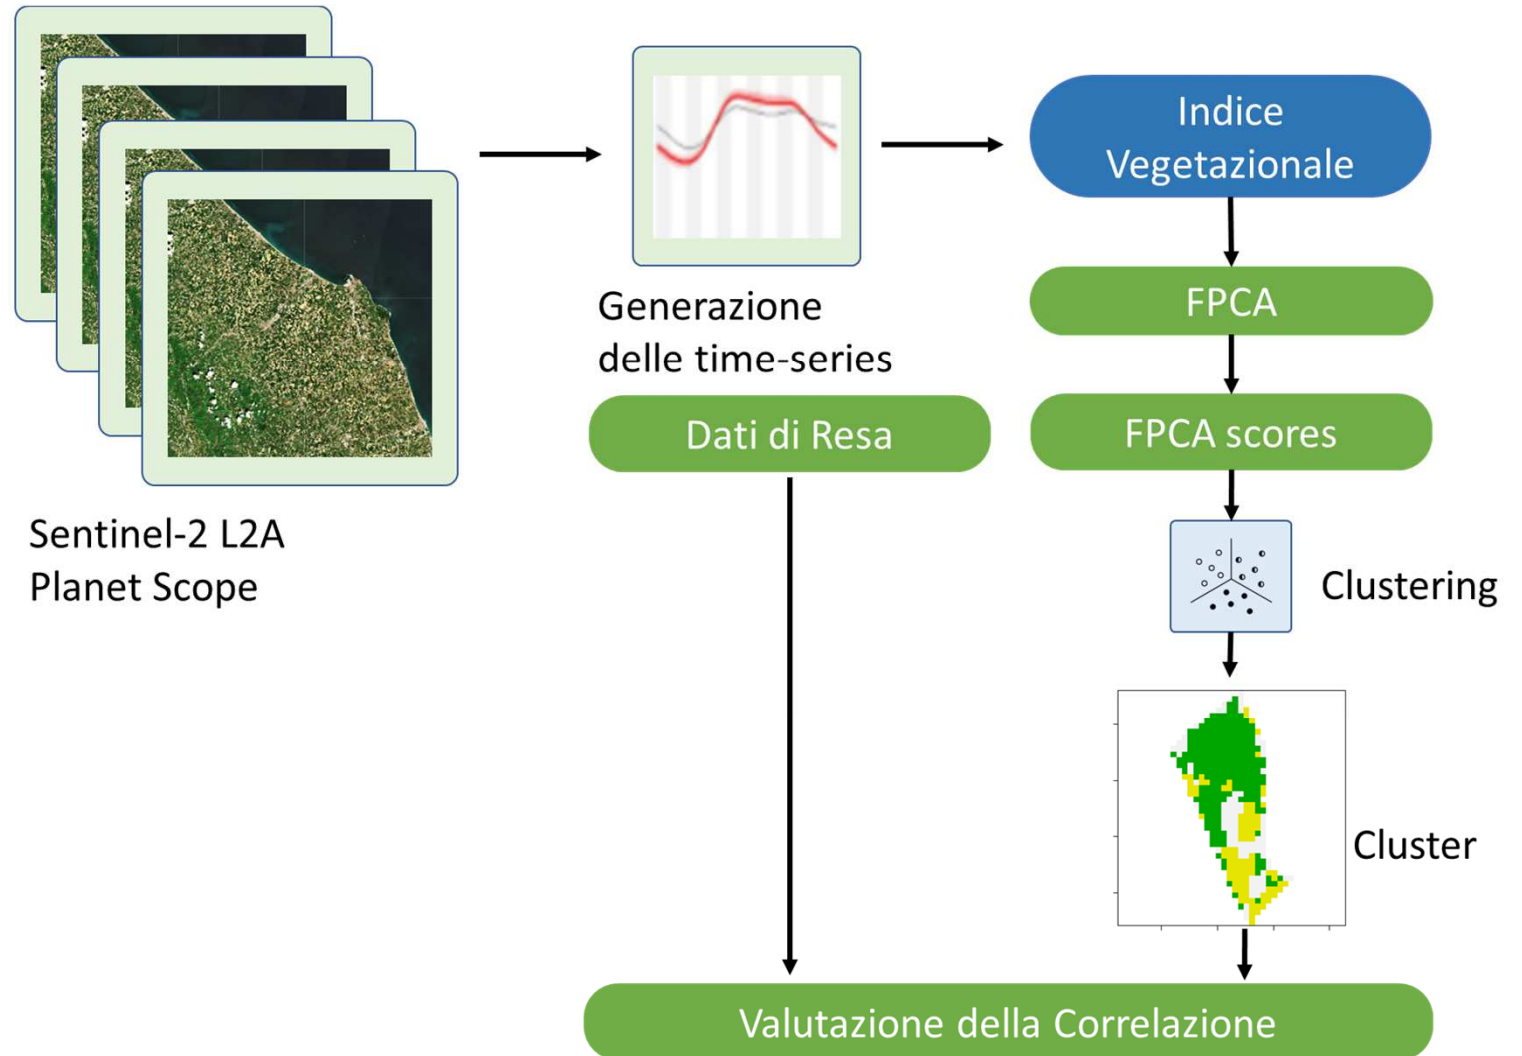 Sentinel-2 L2A
Planet Scope
Generazione
delle time-series
Dati di Resa
Indice
Vegetazionale
FPCA
FPCA scores
Clustering
Cluster
Valutazione della Correlazione